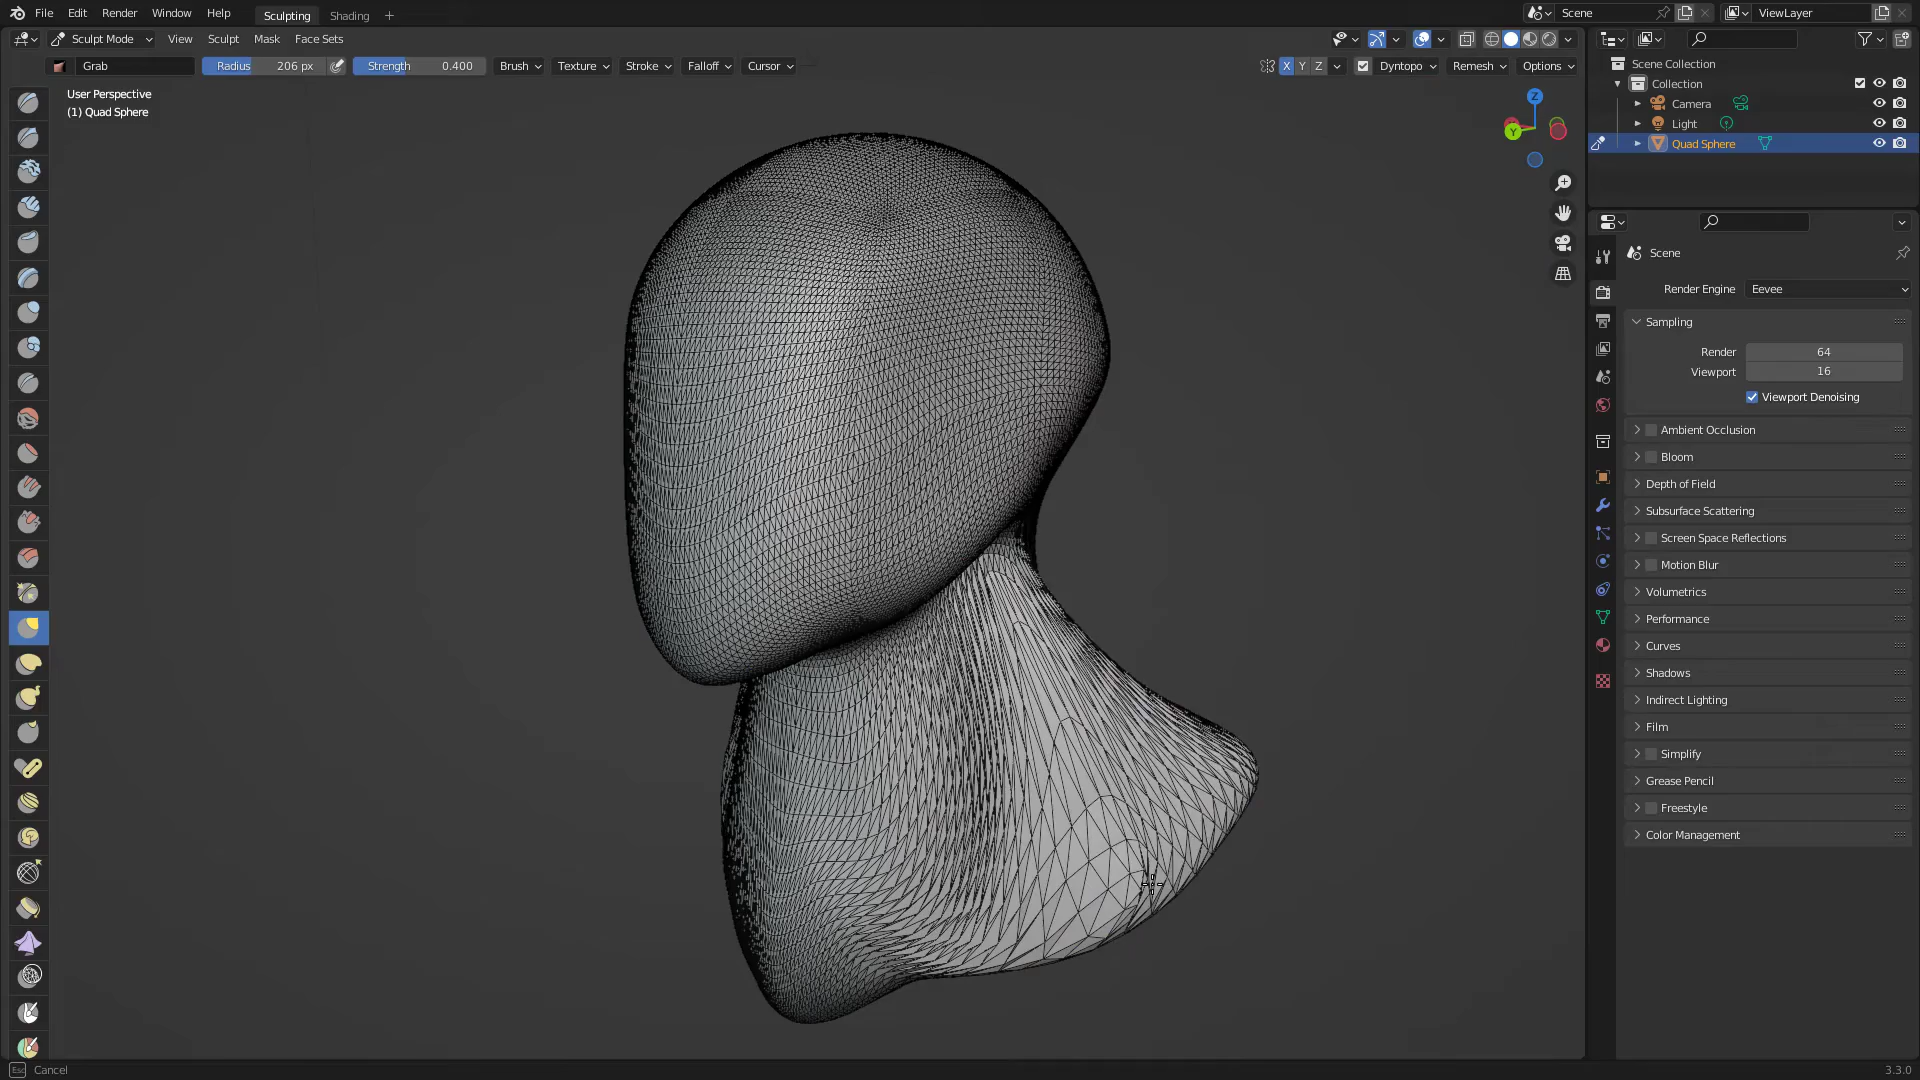 File Edit Render Window Help Sculpting Shading + Scene ViewLayer
Sculpt Mode View Sculpt Mask Face Sets
Grab Radius 206 px Strength 0.400 Brush Texture Stroke Falloff Cursor X Y Z Dyntopo Remesh Options
User Perspective
(1) Quad Sphere
Z
Y
Scene Collection
Collection
Camera
Light
Quad Sphere
Scene
Render Engine Eevee
Sampling
Render 64
Viewport 16
Viewport Denoising
Ambient Occlusion
Bloom
Depth of Field
Subsurface Scattering
Screen Space Reflections
Motion Blur
Volumetrics
Performance
Curves
Shadows
Indirect Lighting
Film
Simplify
Grease Pencil
Freestyle
Color Management
Esc Cancel
3.3.0